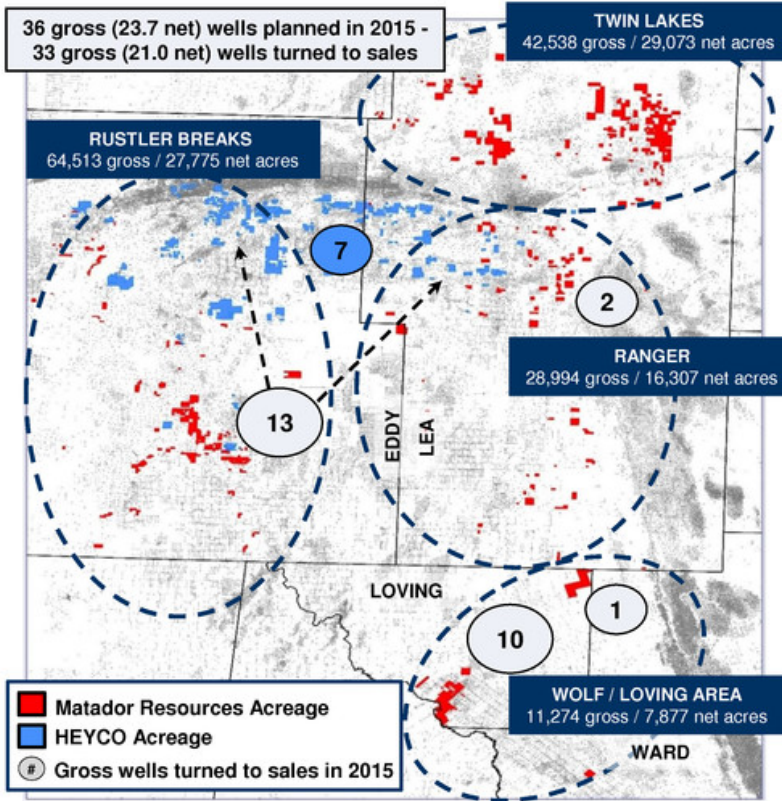 36 gross (23.7 net) wells planned in 2015 -
33 gross (21.0 net) wells turned to sales
TWIN LAKES
42,538 gross / 29,073 net acres
RUSTLER BREAKS
64,513 gross / 27,775 net acres
7
2
RANGER
28,994 gross / 16,307 net acres
13
EDDY
LEA
LOVING
1
10
WOLF / LOVING AREA
11,274 gross / 7,877 net acres
WARD
Matador Resources Acreage
HEYCO Acreage
# Gross wells turned to sales in 2015